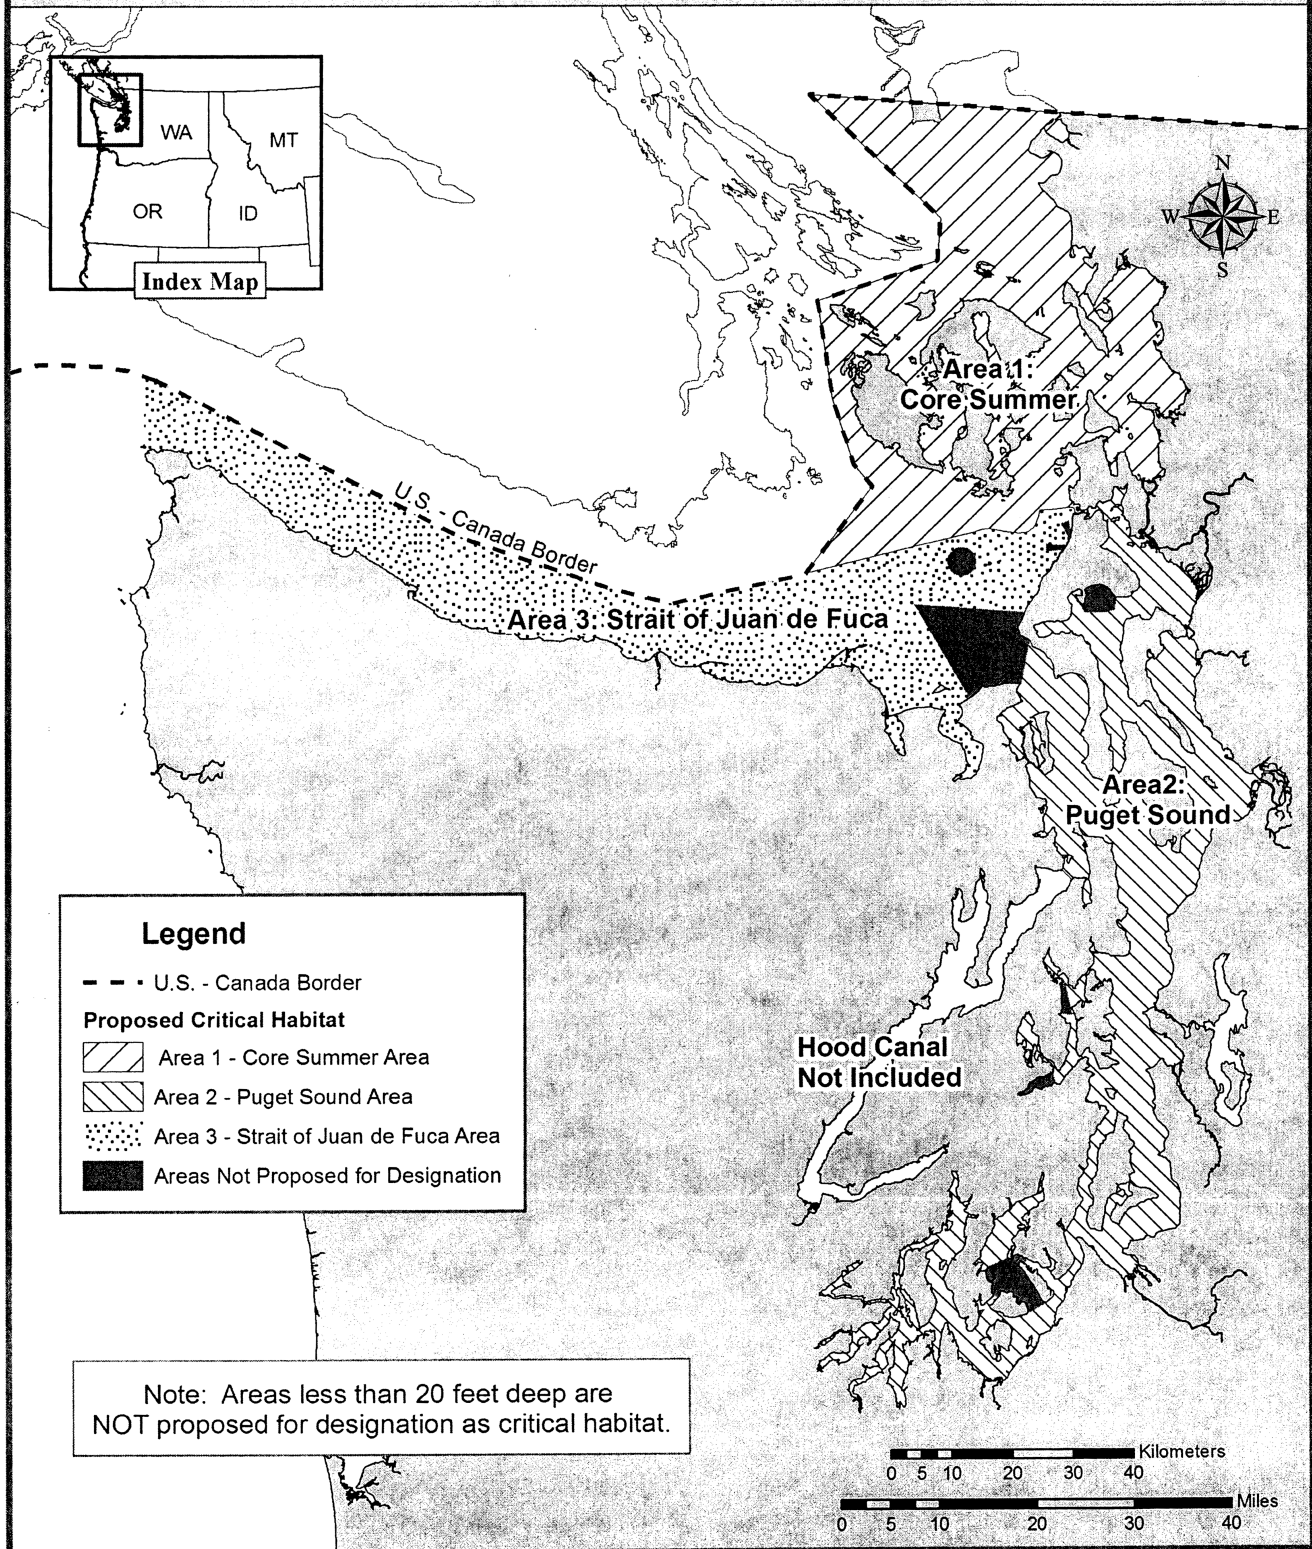 WA
MT
OR
ID
Index Map
N
W
E
S
Area 1:
Core Summer
U.S. - Canada Border
Area 3: Strait of Juan de Fuca
Area2:
Puget Sound
Hood Canal
Not Included
Legend
U.S. - Canada Border
Proposed Critical Habitat
Area 1 - Core Summer Area
Area 2 - Puget Sound Area
Area 3 - Strait of Juan de Fuca Area
Areas Not Proposed for Designation
Note: Areas less than 20 feet deep are
NOT proposed for designation as critical habitat.
Kilometers
0 5 10 20 30 40
Miles
0 5 10 20 30 40